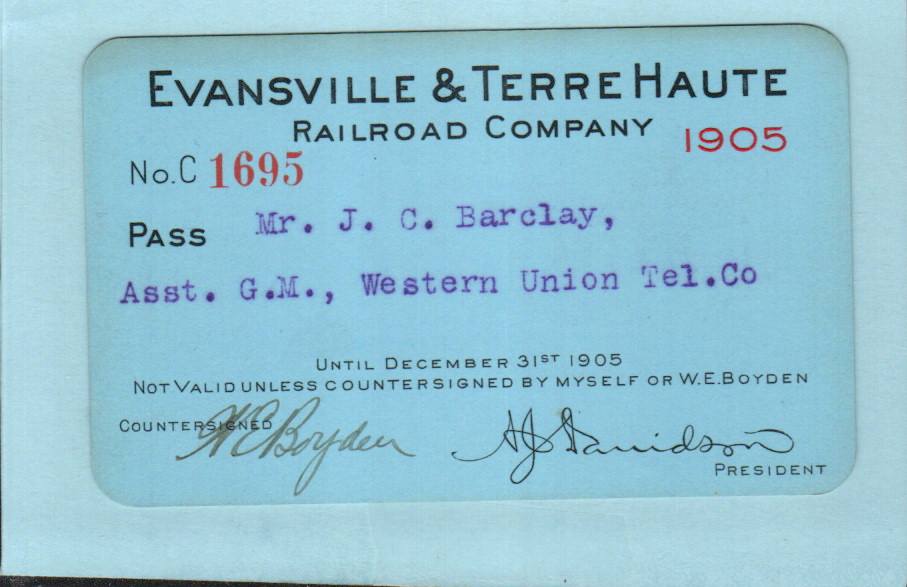 EVANSVILLE & TERRE HAUTE
RAILROAD COMPANY
1905
No. C 1695
PASS Mr. J. C. Barclay,
Asst. G.M., Western Union Tel.Co
UNTIL DECEMBER 31ST 1905
NOT VALID UNLESS COUNTERSIGNED BY MYSELF OR W.E. BOYDEN
COUNTERSIGNED
W E Boyden
A J Davidson
PRESIDENT